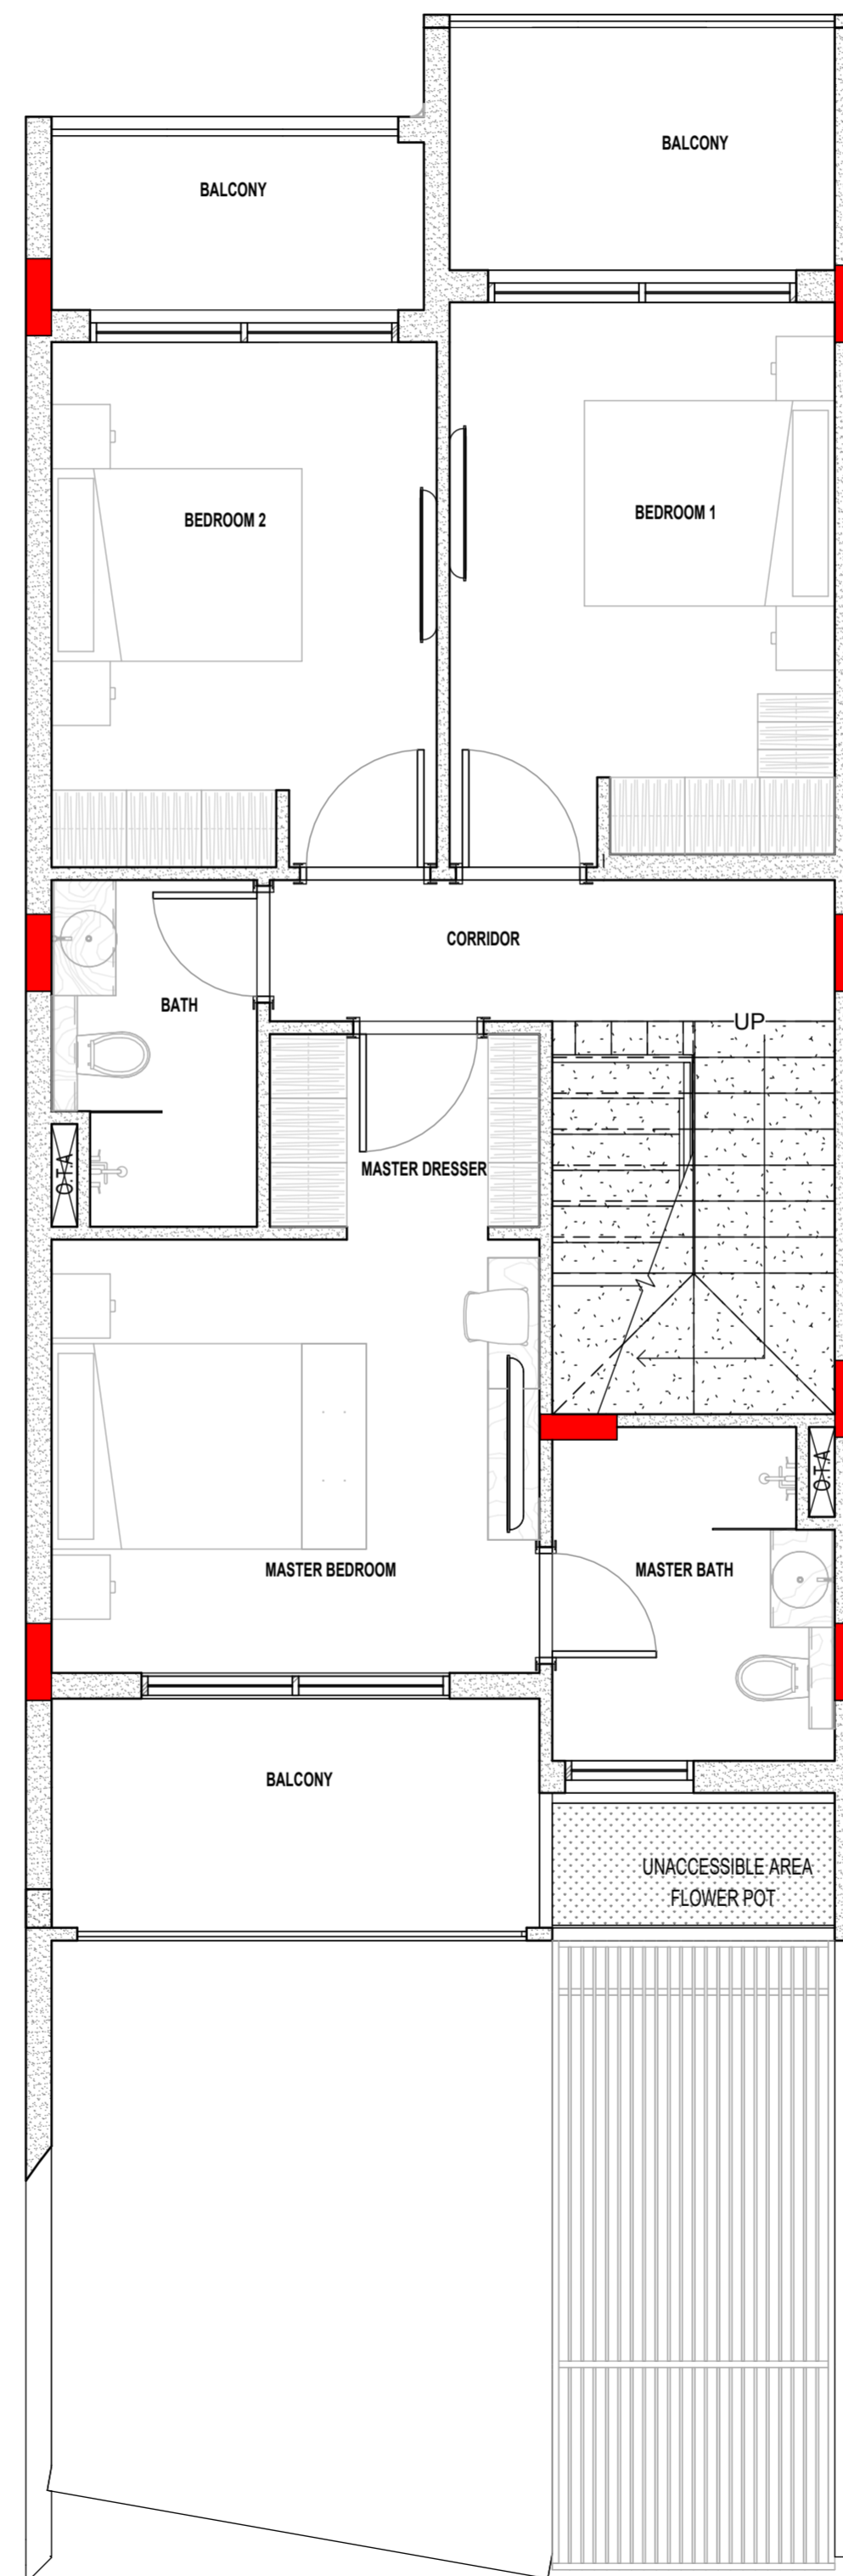 BALCONY
BALCONY
BEDROOM 1
BEDROOM 2
CORRIDOR
BATH
UP
O.T.A
MASTER DRESSER
O.T.A
MASTER BEDROOM
MASTER BATH
BALCONY
UNACCESSIBLE AREA
FLOWER POT